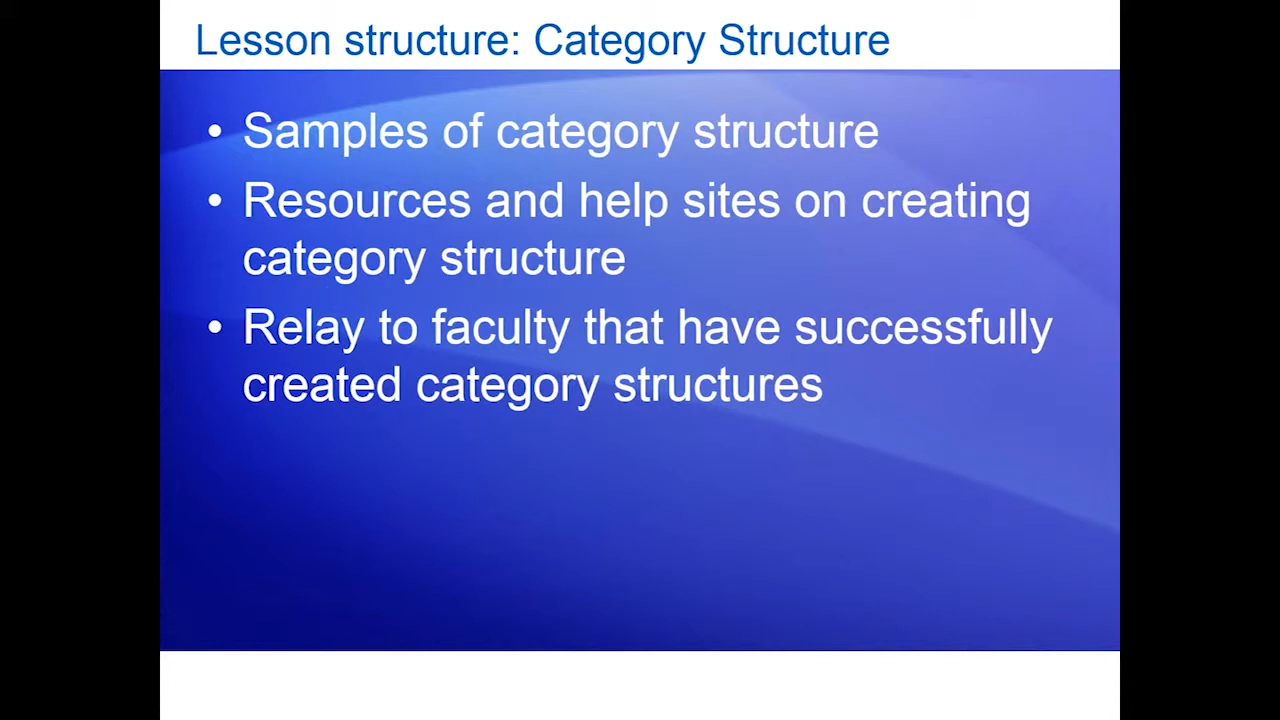 Lesson structure: Category Structure
• Samples of category structure
• Resources and help sites on creating
category structure
• Relay to faculty that have successfully
created category structures